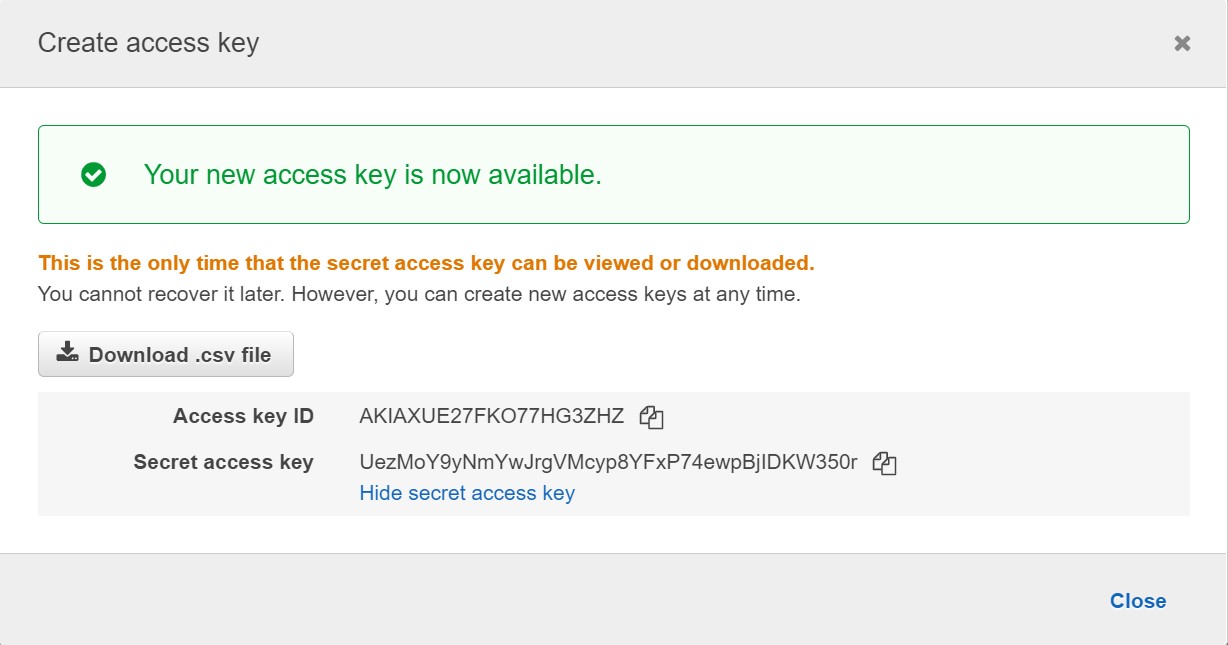 Create access key
Your new access key is now available.
This is the only time that the secret access key can be viewed or downloaded.
You cannot recover it later. However, you can create new access keys at any time.
Download .csv file
Access key ID AKIAXUE27FKO77HG3ZHZ
Secret access key
Hide secret access key
Close